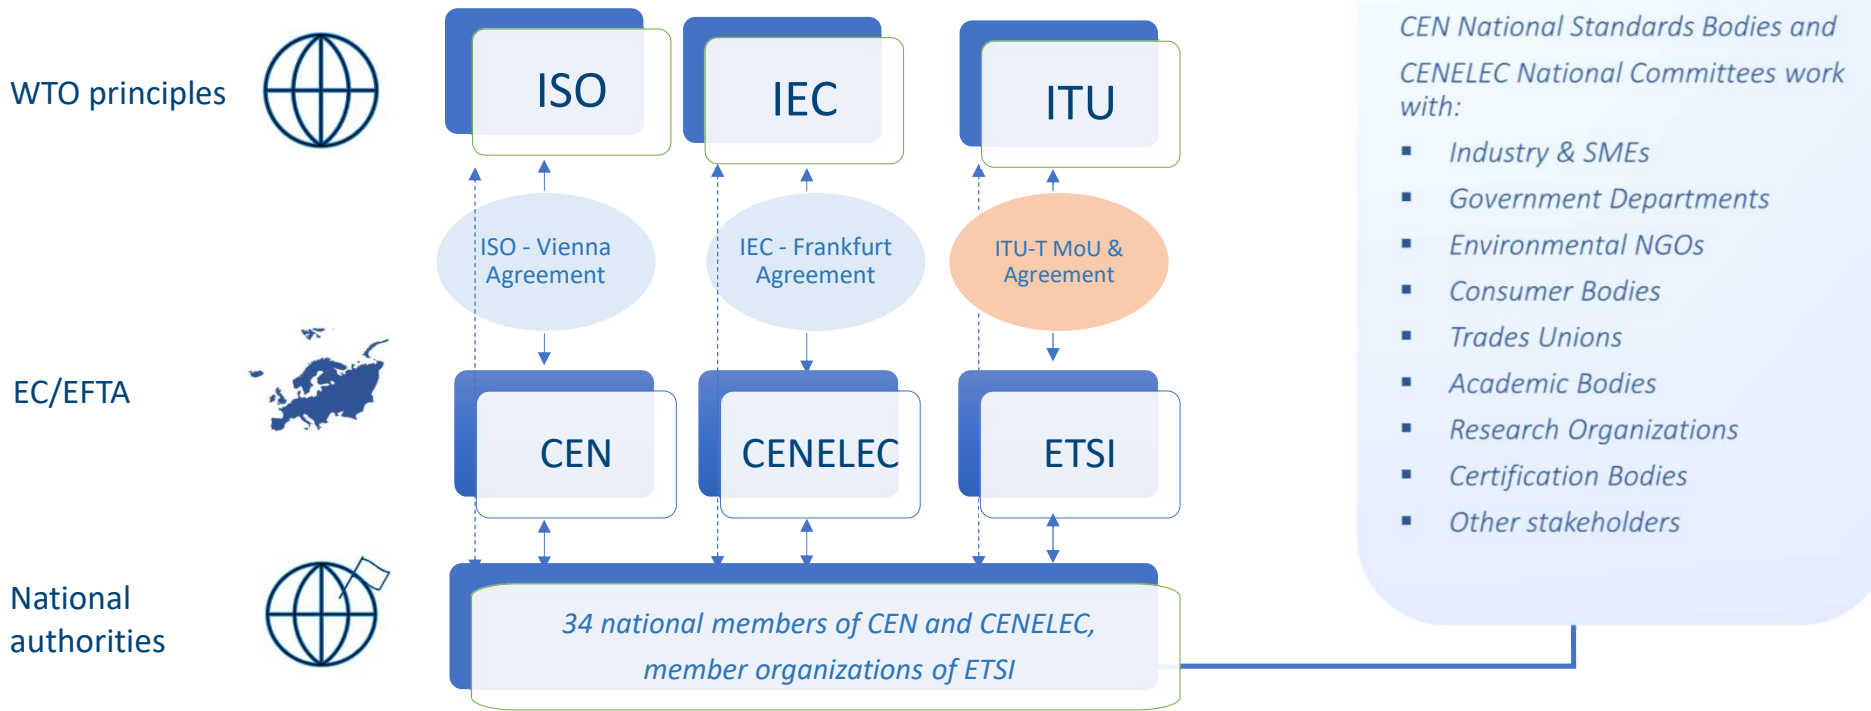 WTO principles
ISO
IEC
ITU
ISO - Vienna
Agreement
IEC - Frankfurt
Agreement
ITU-T MoU &
Agreement
EC/EFTA
CEN
CENELEC
ETSI
National
authorities
34 national members of CEN and CENELEC,
member organizations of ETSI
CEN National Standards Bodies and
CENELEC National Committees work
with:
▪ Industry & SMEs
▪ Government Departments
▪ Environmental NGOs
▪ Consumer Bodies
▪ Trades Unions
▪ Academic Bodies
▪ Research Organizations
▪ Certification Bodies
▪ Other stakeholders